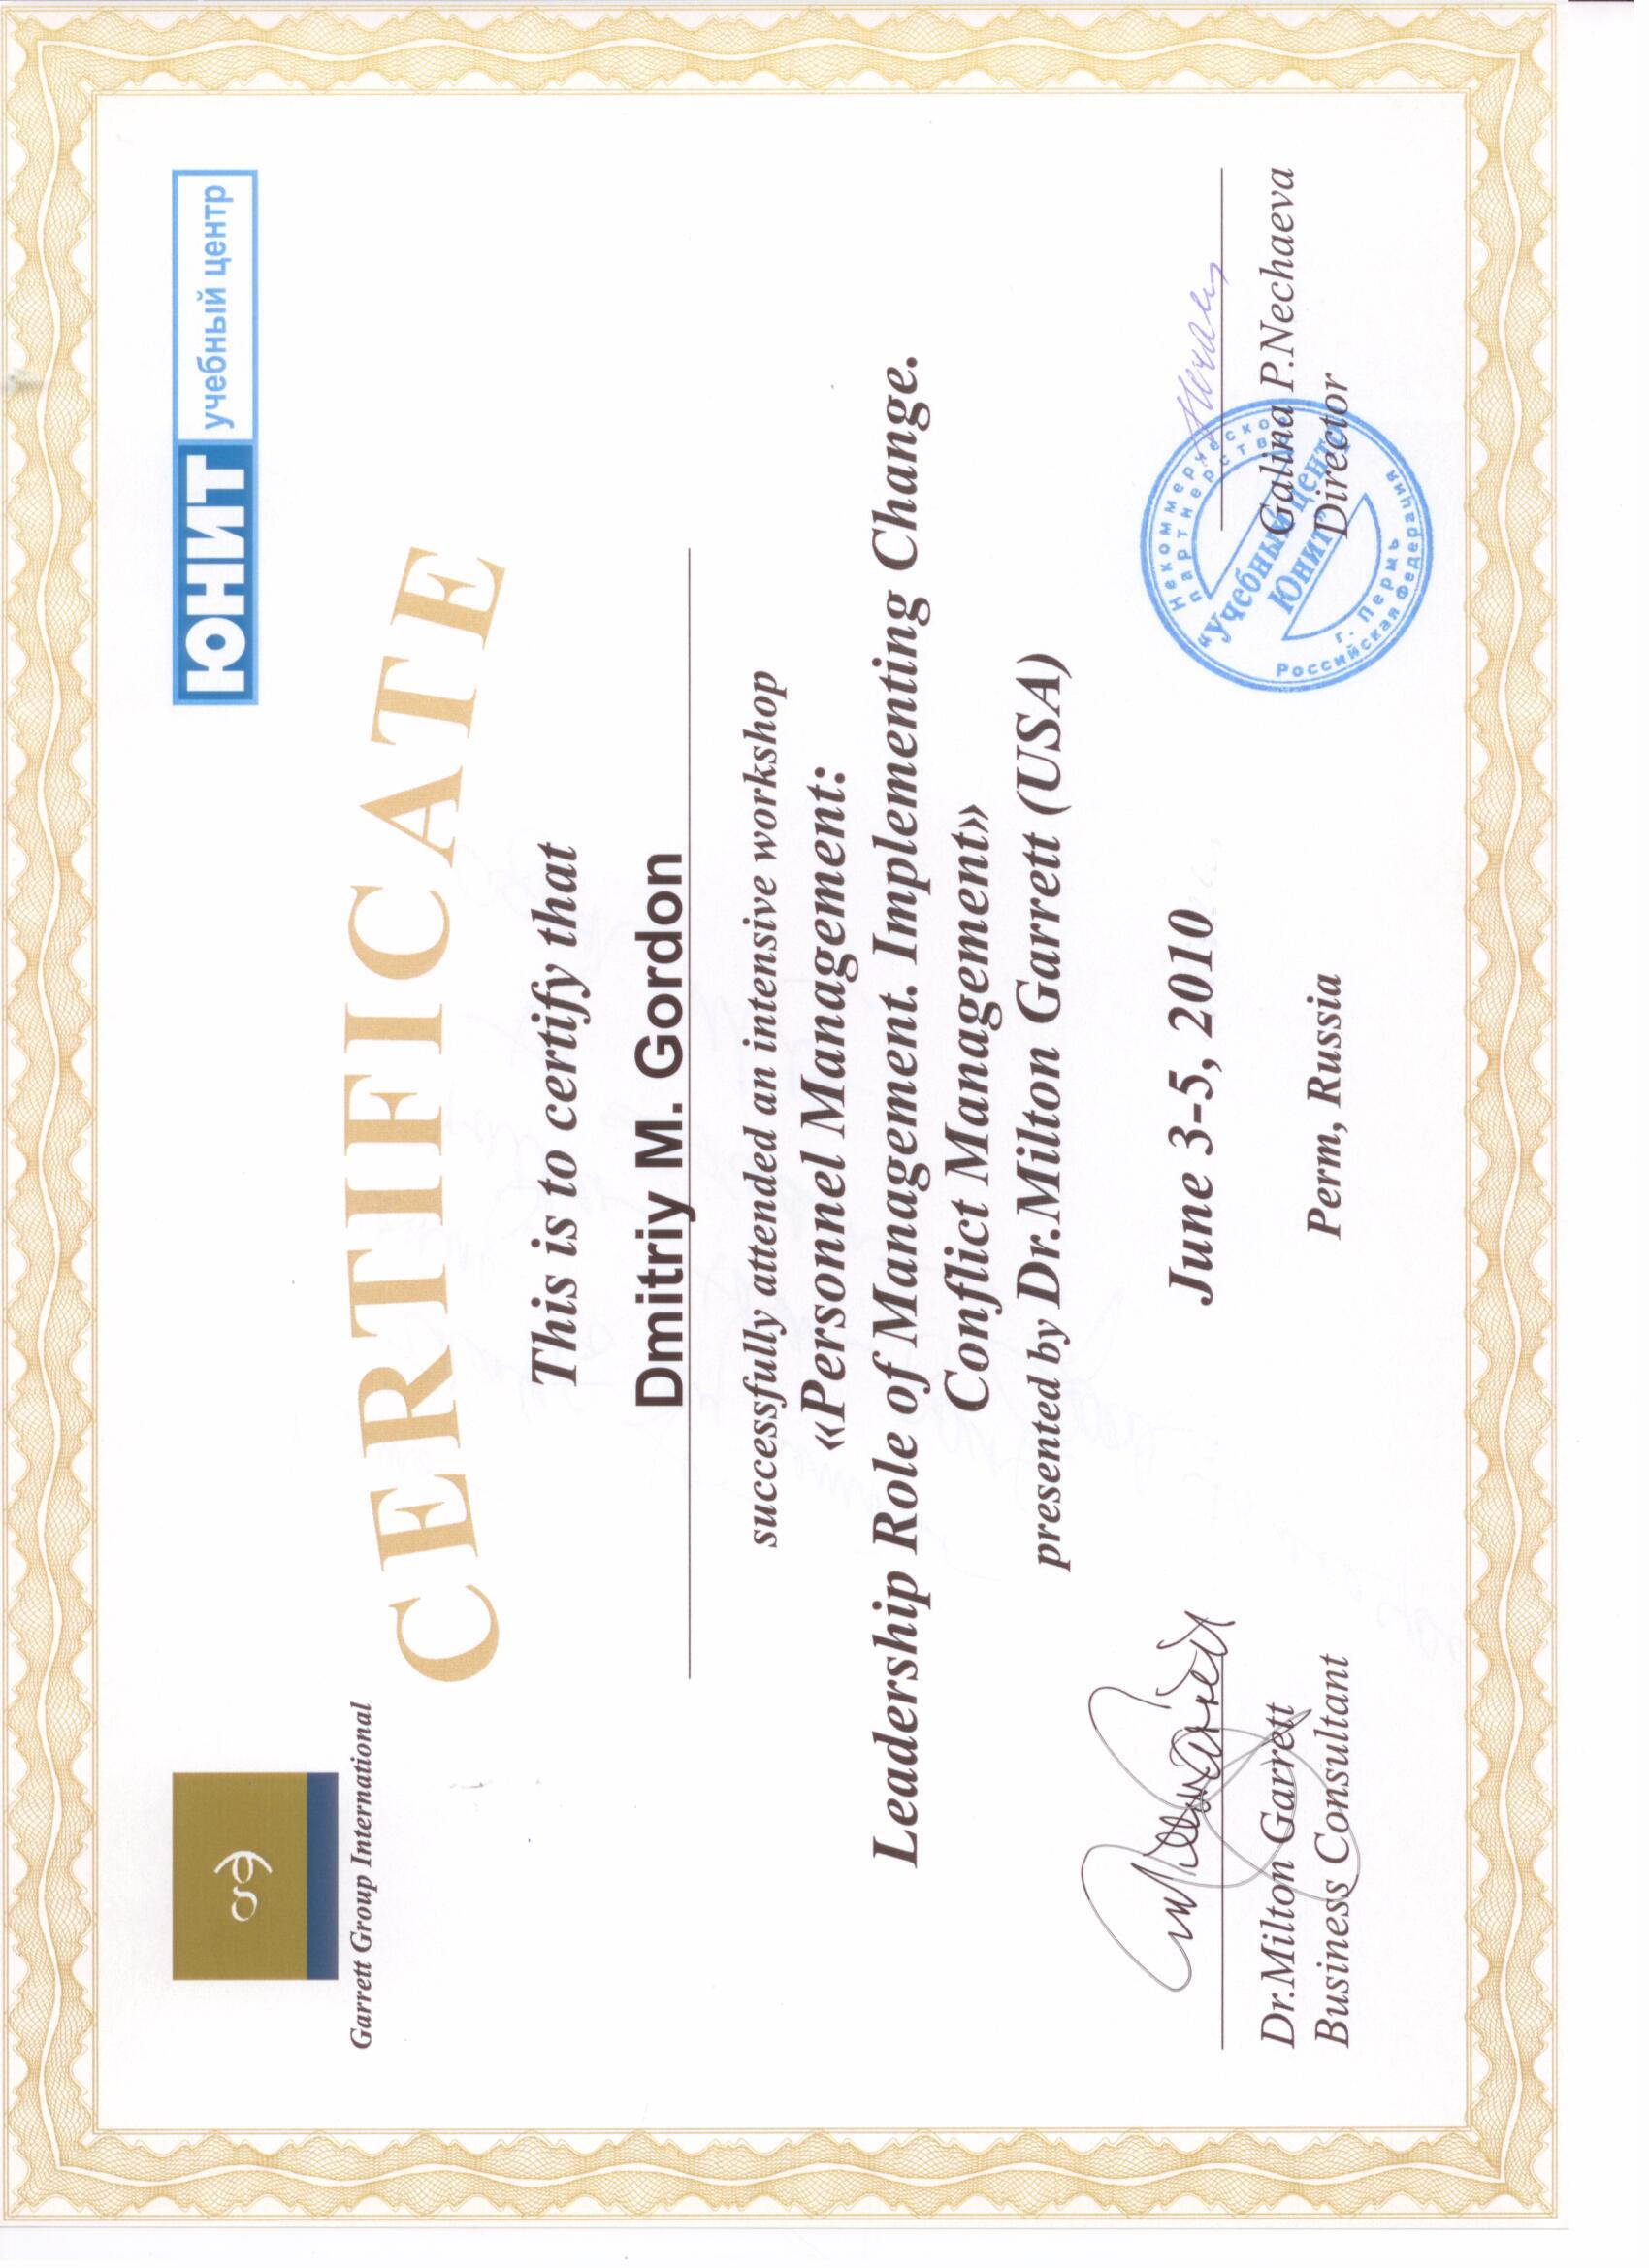 Garrett Group International
ЮНИТ учебный центр
CERTIFICATE
This is to certify that
Dmitriy M. Gordon
successfully attended an intensive workshop
«Personnel Management:
Leadership Role of Management. Implementing Change.
Conflict Management»
presented by Dr.Milton Garrett (USA)
June 3-5, 2010
Perm, Russia
Dr.Milton Garrett
Business Consultant
Galina P.Nechaeva
Director
Некоммерческое
партнерство
"Учебный центр
Юнит"
г. Пермь
Российская Федерация